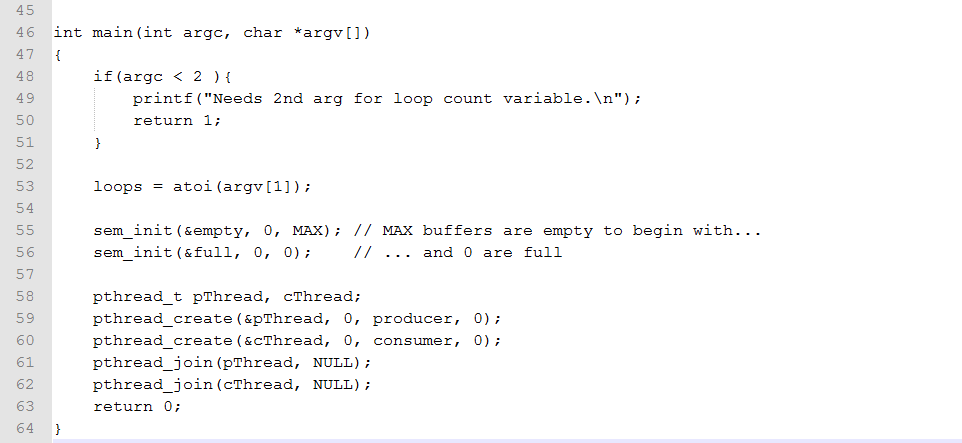 45
46 int main(int argc, char *argv[])
47 {
48     if(argc < 2 ){
49         printf("Needs 2nd arg for loop count variable.\n");
50         return 1;
51     }
52
53     loops = atoi(argv[1]);
54
55     sem_init(&empty, 0, MAX); // MAX buffers are empty to begin with...
56     sem_init(&full, 0, 0);    // ... and 0 are full
57
58     pthread_t pThread, cThread;
59     pthread_create(&pThread, 0, producer, 0);
60     pthread_create(&cThread, 0, consumer, 0);
61     pthread_join(pThread, NULL);
62     pthread_join(cThread, NULL);
63     return 0;
64 }